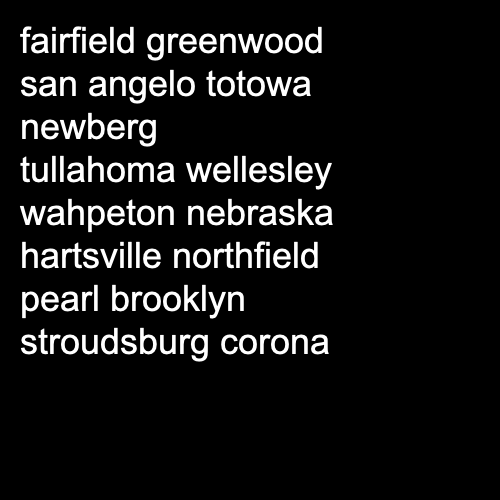 fairfield greenwood
san angelo totowa
newberg
tullahoma wellesley
wahpeton nebraska
hartsville northfield
pearl brooklyn
stroudsburg corona